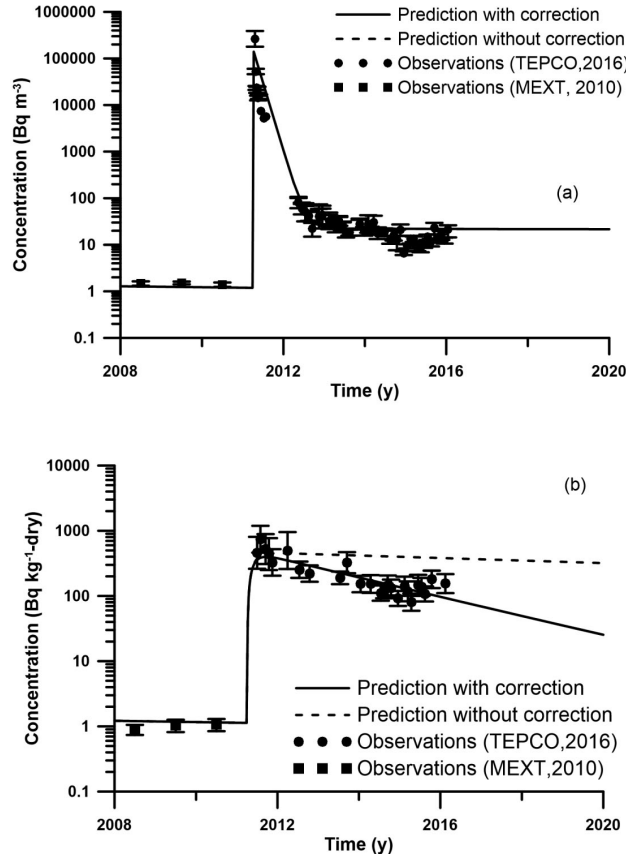 Prediction with correction
Prediction without correction
Observations (TEPCO,2016)
Observations (MEXT, 2010)
(a)
Concentration (Bq m⁻³)
1000000
100000
10000
1000
100
10
1
0.1
2008 2012 2016 2020
Time (y)
(b)
Concentration (Bq kg⁻¹-dry)
10000
1000
100
10
1
0.1
Prediction with correction
Prediction without correction
Observations (TEPCO,2016)
Observations (MEXT,2010)
2008 2012 2016 2020
Time (y)